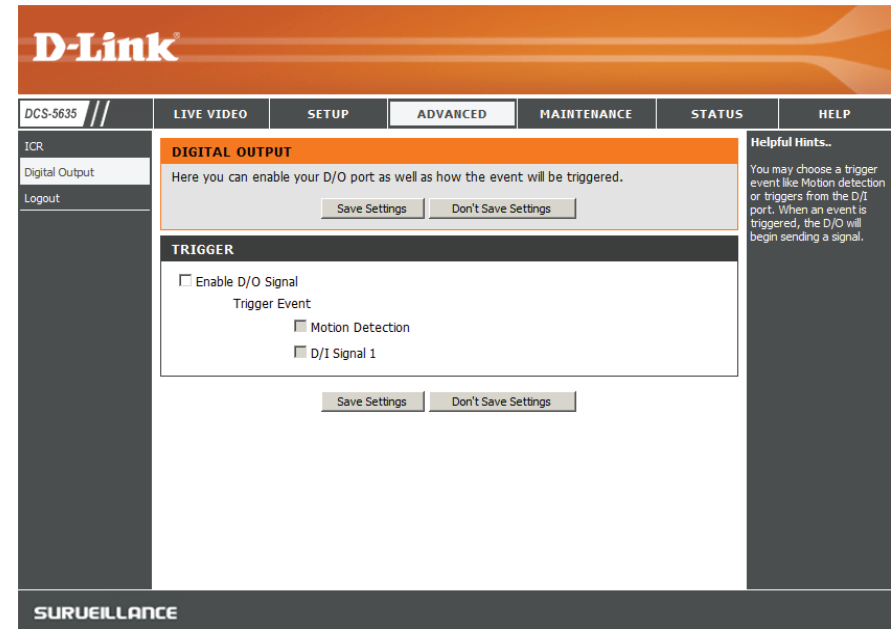 D-Link®
DCS-5635
LIVE VIDEO
SETUP
ADVANCED
MAINTENANCE
STATUS
HELP
ICR
Digital Output
Logout
DIGITAL OUTPUT
Here you can enable your D/O port as well as how the event will be triggered.
Save Settings
Don't Save Settings
TRIGGER
Enable D/O Signal
Trigger Event
Motion Detection
D/I Signal 1
Save Settings
Don't Save Settings
Helpful Hints..
You may choose a trigger
event like Motion detection
or triggers from the D/I
port. When an event is
triggered, the D/O will
begin sending a signal.
SURVEILLANCE